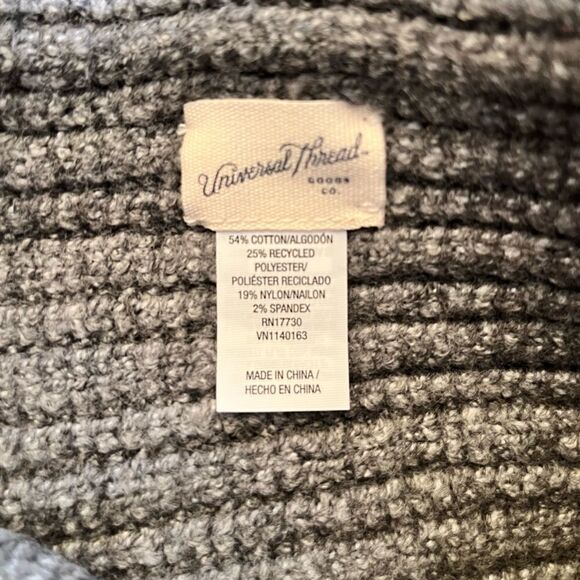 Universal Thread™
GOODS
CO.
54% COTTON/ALGODÓN
25% RECYCLED
POLYESTER/
POLIÉSTER RECICLADO
19% NYLON/NAILON
2% SPANDEX
RN17730
VN1140163
MADE IN CHINA /
HECHO EN CHINA